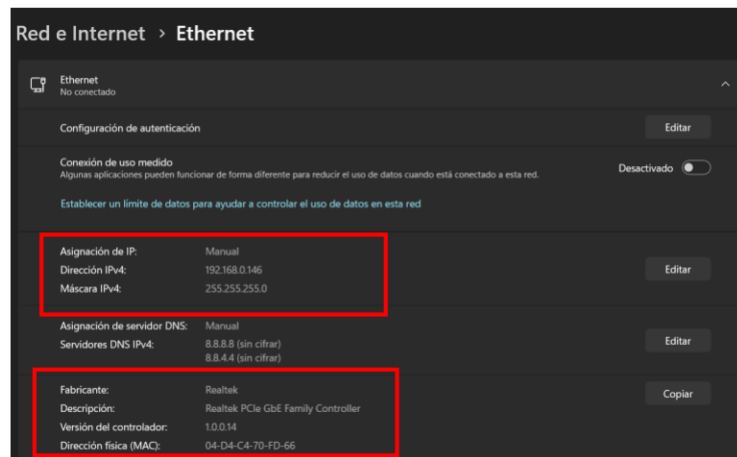 Red e Internet › Ethernet
Ethernet
No conectado
Configuración de autenticación
Editar
Conexión de uso medido
Algunas aplicaciones pueden funcionar de forma diferente para reducir el uso de datos cuando está conectado a esta red.
Desactivado
Establecer un límite de datos para ayudar a controlar el uso de datos en esta red
Asignación de IP: Manual
Dirección IPv4: 192.168.0.146
Máscara IPv4: 255.255.255.0
Editar
Asignación de servidor DNS: Manual
Servidores DNS IPv4: 8.8.8.8 (sin cifrar)
8.8.4.4 (sin cifrar)
Editar
Fabricante: Realtek
Descripción: Realtek PCIe GbE Family Controller
Versión del controlador: 1.0.0.14
Dirección física (MAC): 04-D4-C4-70-FD-66
Copiar